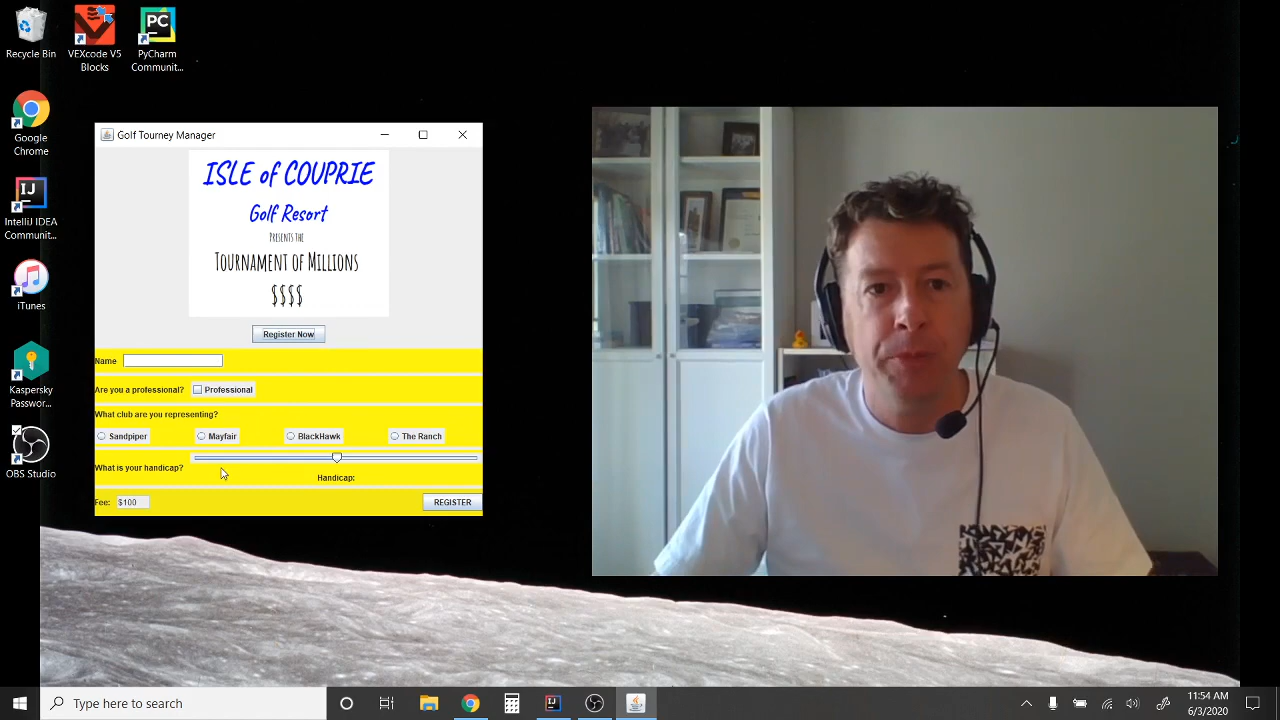 Recycle Bin
VEXcode V5
Blocks
PyCharm
Communit...
Google
Chrome
IntelliJ IDEA
Communit...
iTunes
Kaspersky
Passwor...
OBS Studio
Golf Tourney Manager
ISLE of COUPRIE
Golf Resort
PRESENTS THE
TOURNAMENT OF MILLIONS
$$$$
Register Now
Name
Are you a professional? Professional
What club are you representing?
Sandpiper Mayfair BlackHawk The Ranch
What is your handicap?
Handicap:
Fee: $100 REGISTER
Type here to search
11:54 AM
6/3/2020